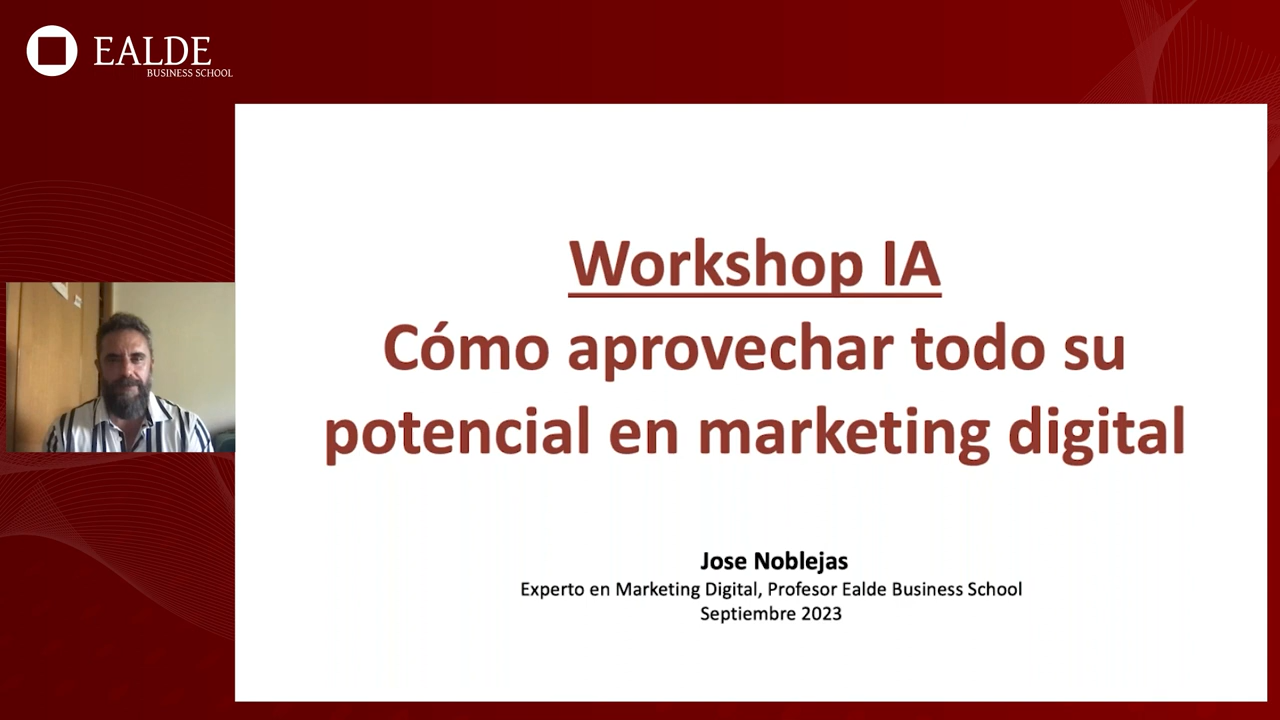 EALDE
BUSINESS SCHOOL
Workshop IA
Cómo aprovechar todo su
potencial en marketing digital
Jose Noblejas
Experto en Marketing Digital, Profesor Ealde Business School
Septiembre 2023